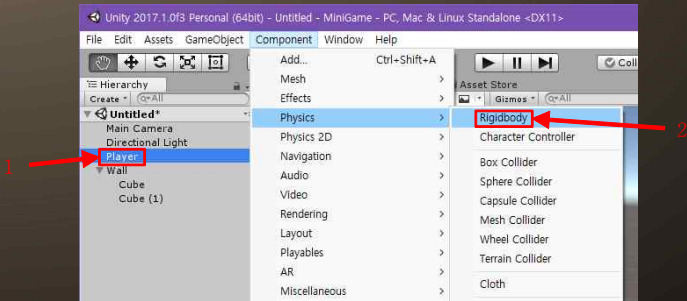 Unity 2017.1.0f3 Personal (64bit) - Untitled - MiniGame - PC, Mac & Linux Standalone <DX11>
File Edit Assets GameObject Component Window Help
Add... Ctrl+Shift+A
Coll
Hierarchy
Mesh
Asset Store
Create All
Effects
Gizmos All
Untitled*
Physics
Rigidbody
2
Main Camera
Physics 2D
Character Controller
Directional Light
1
Player
Navigation
Box Collider
Wall
Audio
Sphere Collider
Cube
Video
Capsule Collider
Cube (1)
Rendering
Mesh Collider
Layout
Wheel Collider
Playables
Terrain Collider
AR
Cloth
Miscellaneous